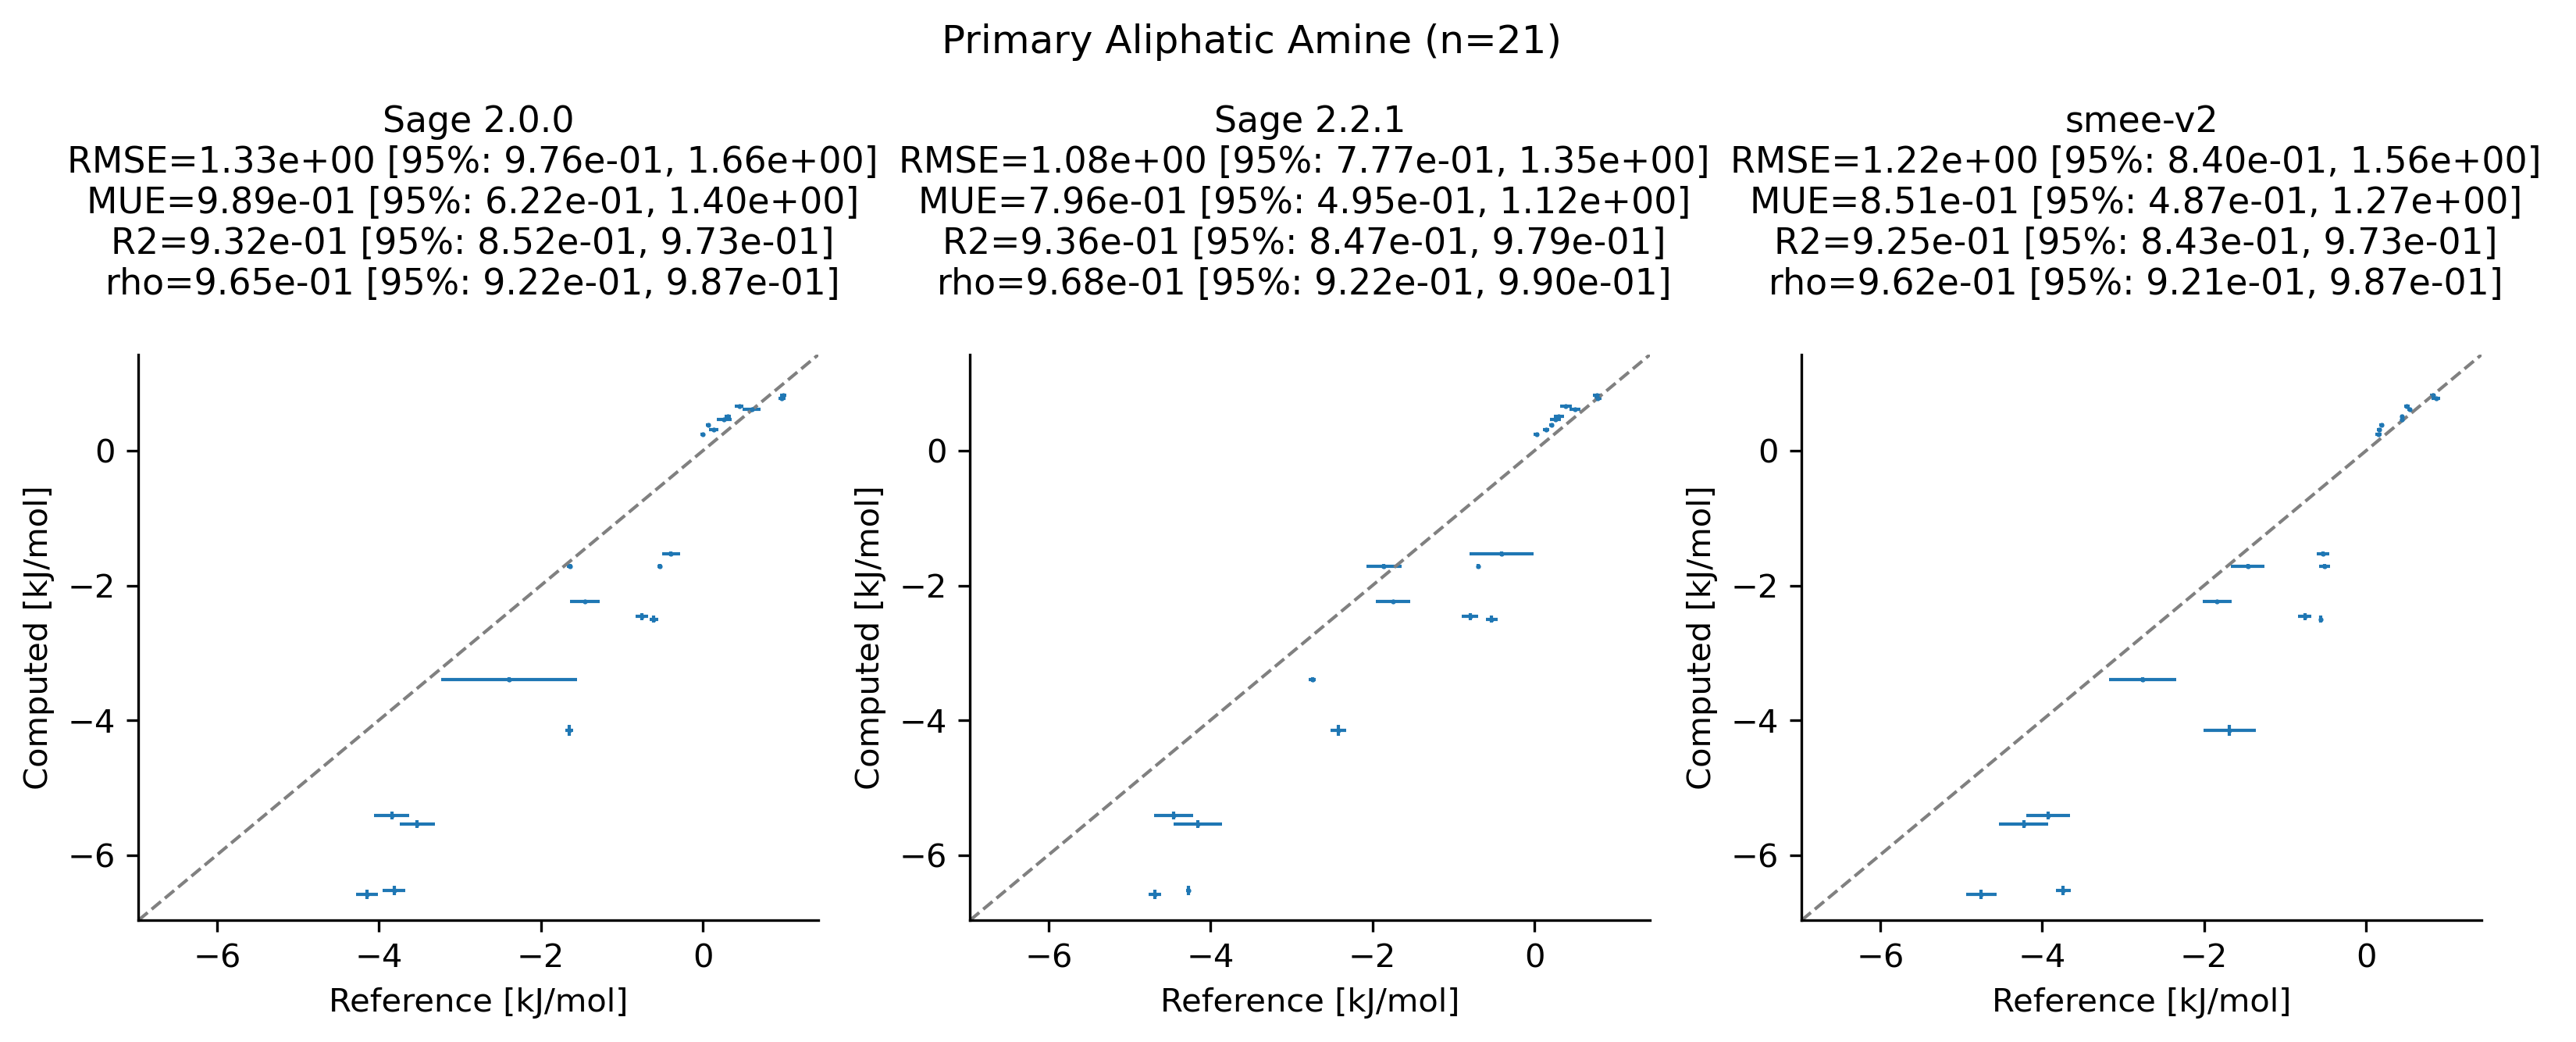 Primary Aliphatic Amine (n=21)
Sage 2.0.0
RMSE=1.33e+00 [95%: 9.76e-01, 1.66e+00]
MUE=9.89e-01 [95%: 6.22e-01, 1.40e+00]
R2=9.32e-01 [95%: 8.52e-01, 9.73e-01]
rho=9.65e-01 [95%: 9.22e-01, 9.87e-01]
0
−2
−4
−6
Computed [kJ/mol]
−6 −4 −2 0
Reference [kJ/mol]
Sage 2.2.1
RMSE=1.08e+00 [95%: 7.77e-01, 1.35e+00]
MUE=7.96e-01 [95%: 4.95e-01, 1.12e+00]
R2=9.36e-01 [95%: 8.47e-01, 9.79e-01]
rho=9.68e-01 [95%: 9.22e-01, 9.90e-01]
0
−2
−4
−6
Computed [kJ/mol]
−6 −4 −2 0
Reference [kJ/mol]
smee-v2
RMSE=1.22e+00 [95%: 8.40e-01, 1.56e+00]
MUE=8.51e-01 [95%: 4.87e-01, 1.27e+00]
R2=9.25e-01 [95%: 8.43e-01, 9.73e-01]
rho=9.62e-01 [95%: 9.21e-01, 9.87e-01]
0
−2
−4
−6
Computed [kJ/mol]
−6 −4 −2 0
Reference [kJ/mol]